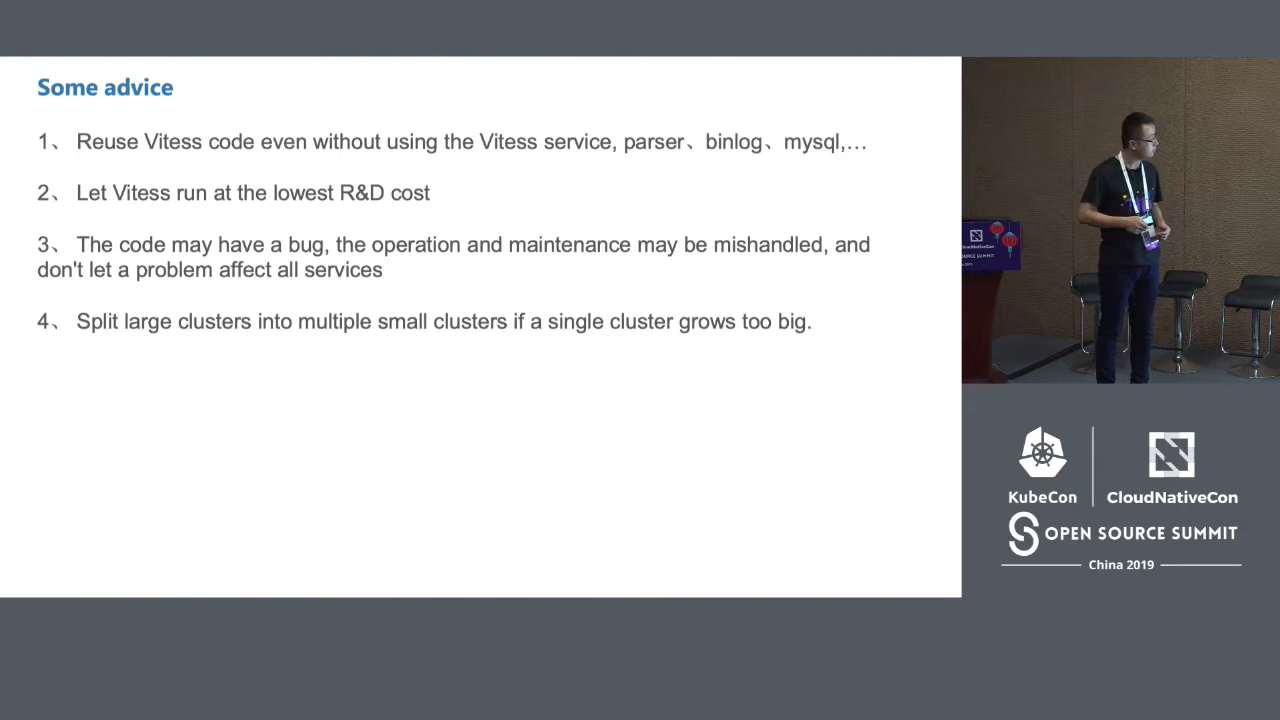 Some advice
1、 Reuse Vitess code even without using the Vitess service, parser、binlog、mysql,…
2、 Let Vitess run at the lowest R&D cost
3、 The code may have a bug, the operation and maintenance may be mishandled, and
don't let a problem affect all services
4、 Split large clusters into multiple small clusters if a single cluster grows too big.
CloudNativeCon
SOURCE SUMMIT
KubeCon
CloudNativeCon
OPEN SOURCE SUMMIT
China 2019